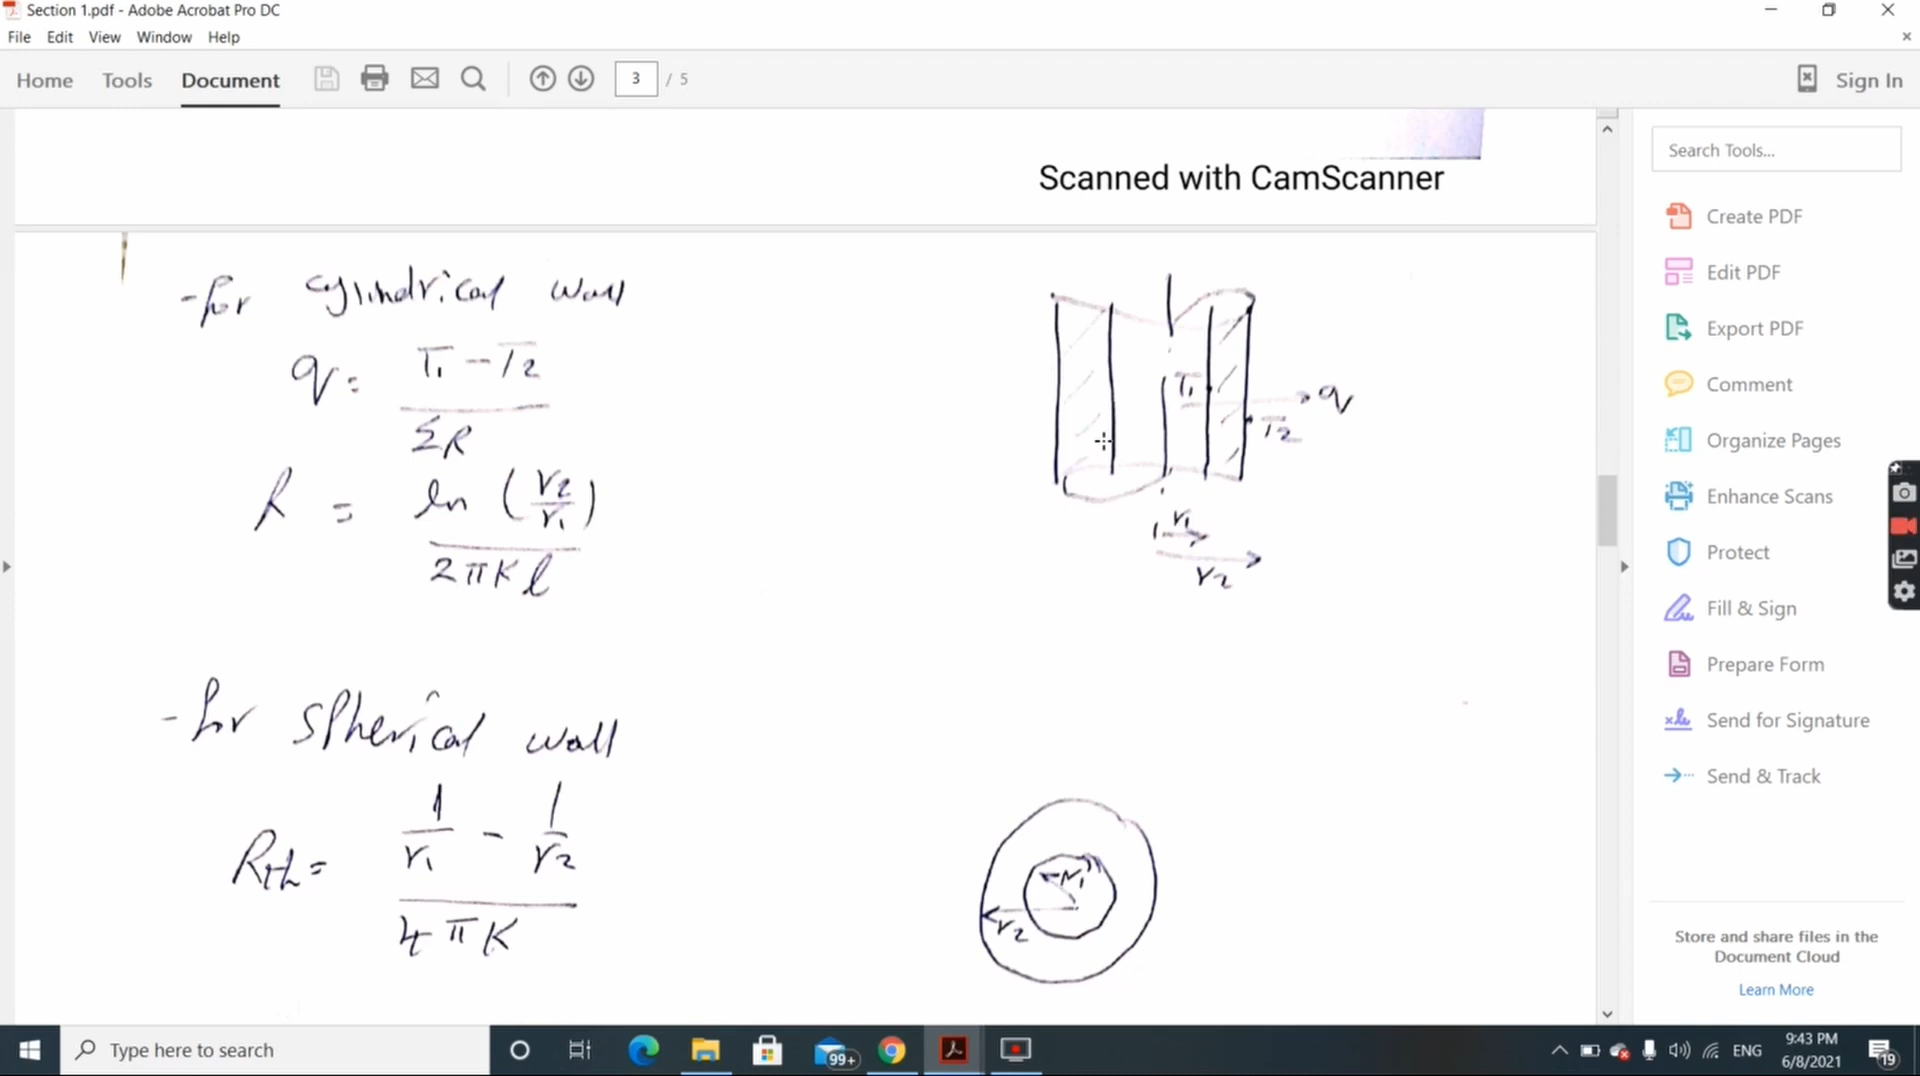 Section 1.pdf - Adobe Acrobat Pro DC
File Edit View Window Help
Home Tools Document 3 / 5 Sign In
Scanned with CamScanner
- for cylindrical wall
q = T1 - T2
ΣR
R = ln (r2/r1)
2πKl
T1
q
T2
r1
r2
- for spherical wall
Rth = 1/r1 - 1/r2
4πK
r1
r2
Search Tools...
Create PDF
Edit PDF
Export PDF
Comment
Organize Pages
Enhance Scans
Protect
Fill & Sign
Prepare Form
Send for Signature
Send & Track
Store and share files in the
Document Cloud
Learn More
Type here to search
99+
ENG
9:43 PM
6/8/2021
19